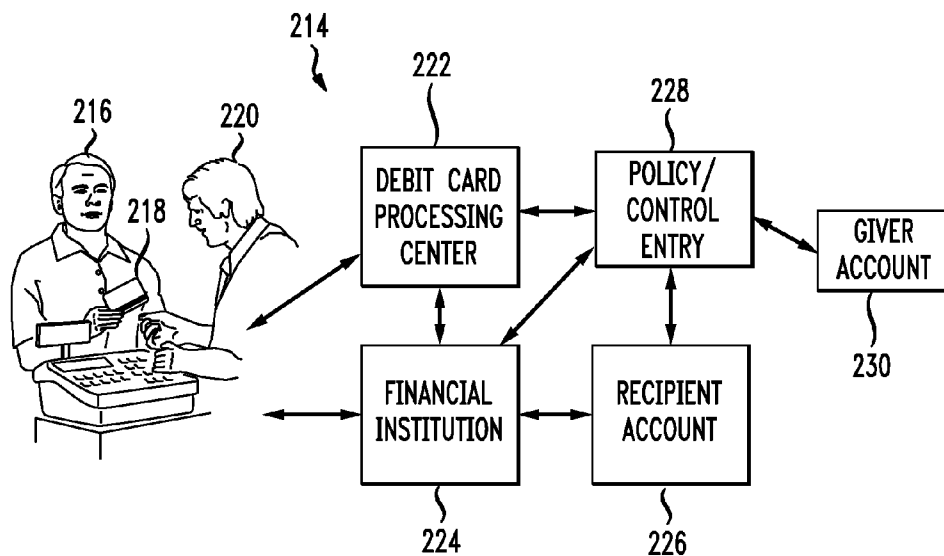 214
216
220
222
228
218
DEBIT CARD
PROCESSING
CENTER
POLICY/
CONTROL
ENTRY
GIVER
ACCOUNT
230
FINANCIAL
INSTITUTION
RECIPIENT
ACCOUNT
224
226